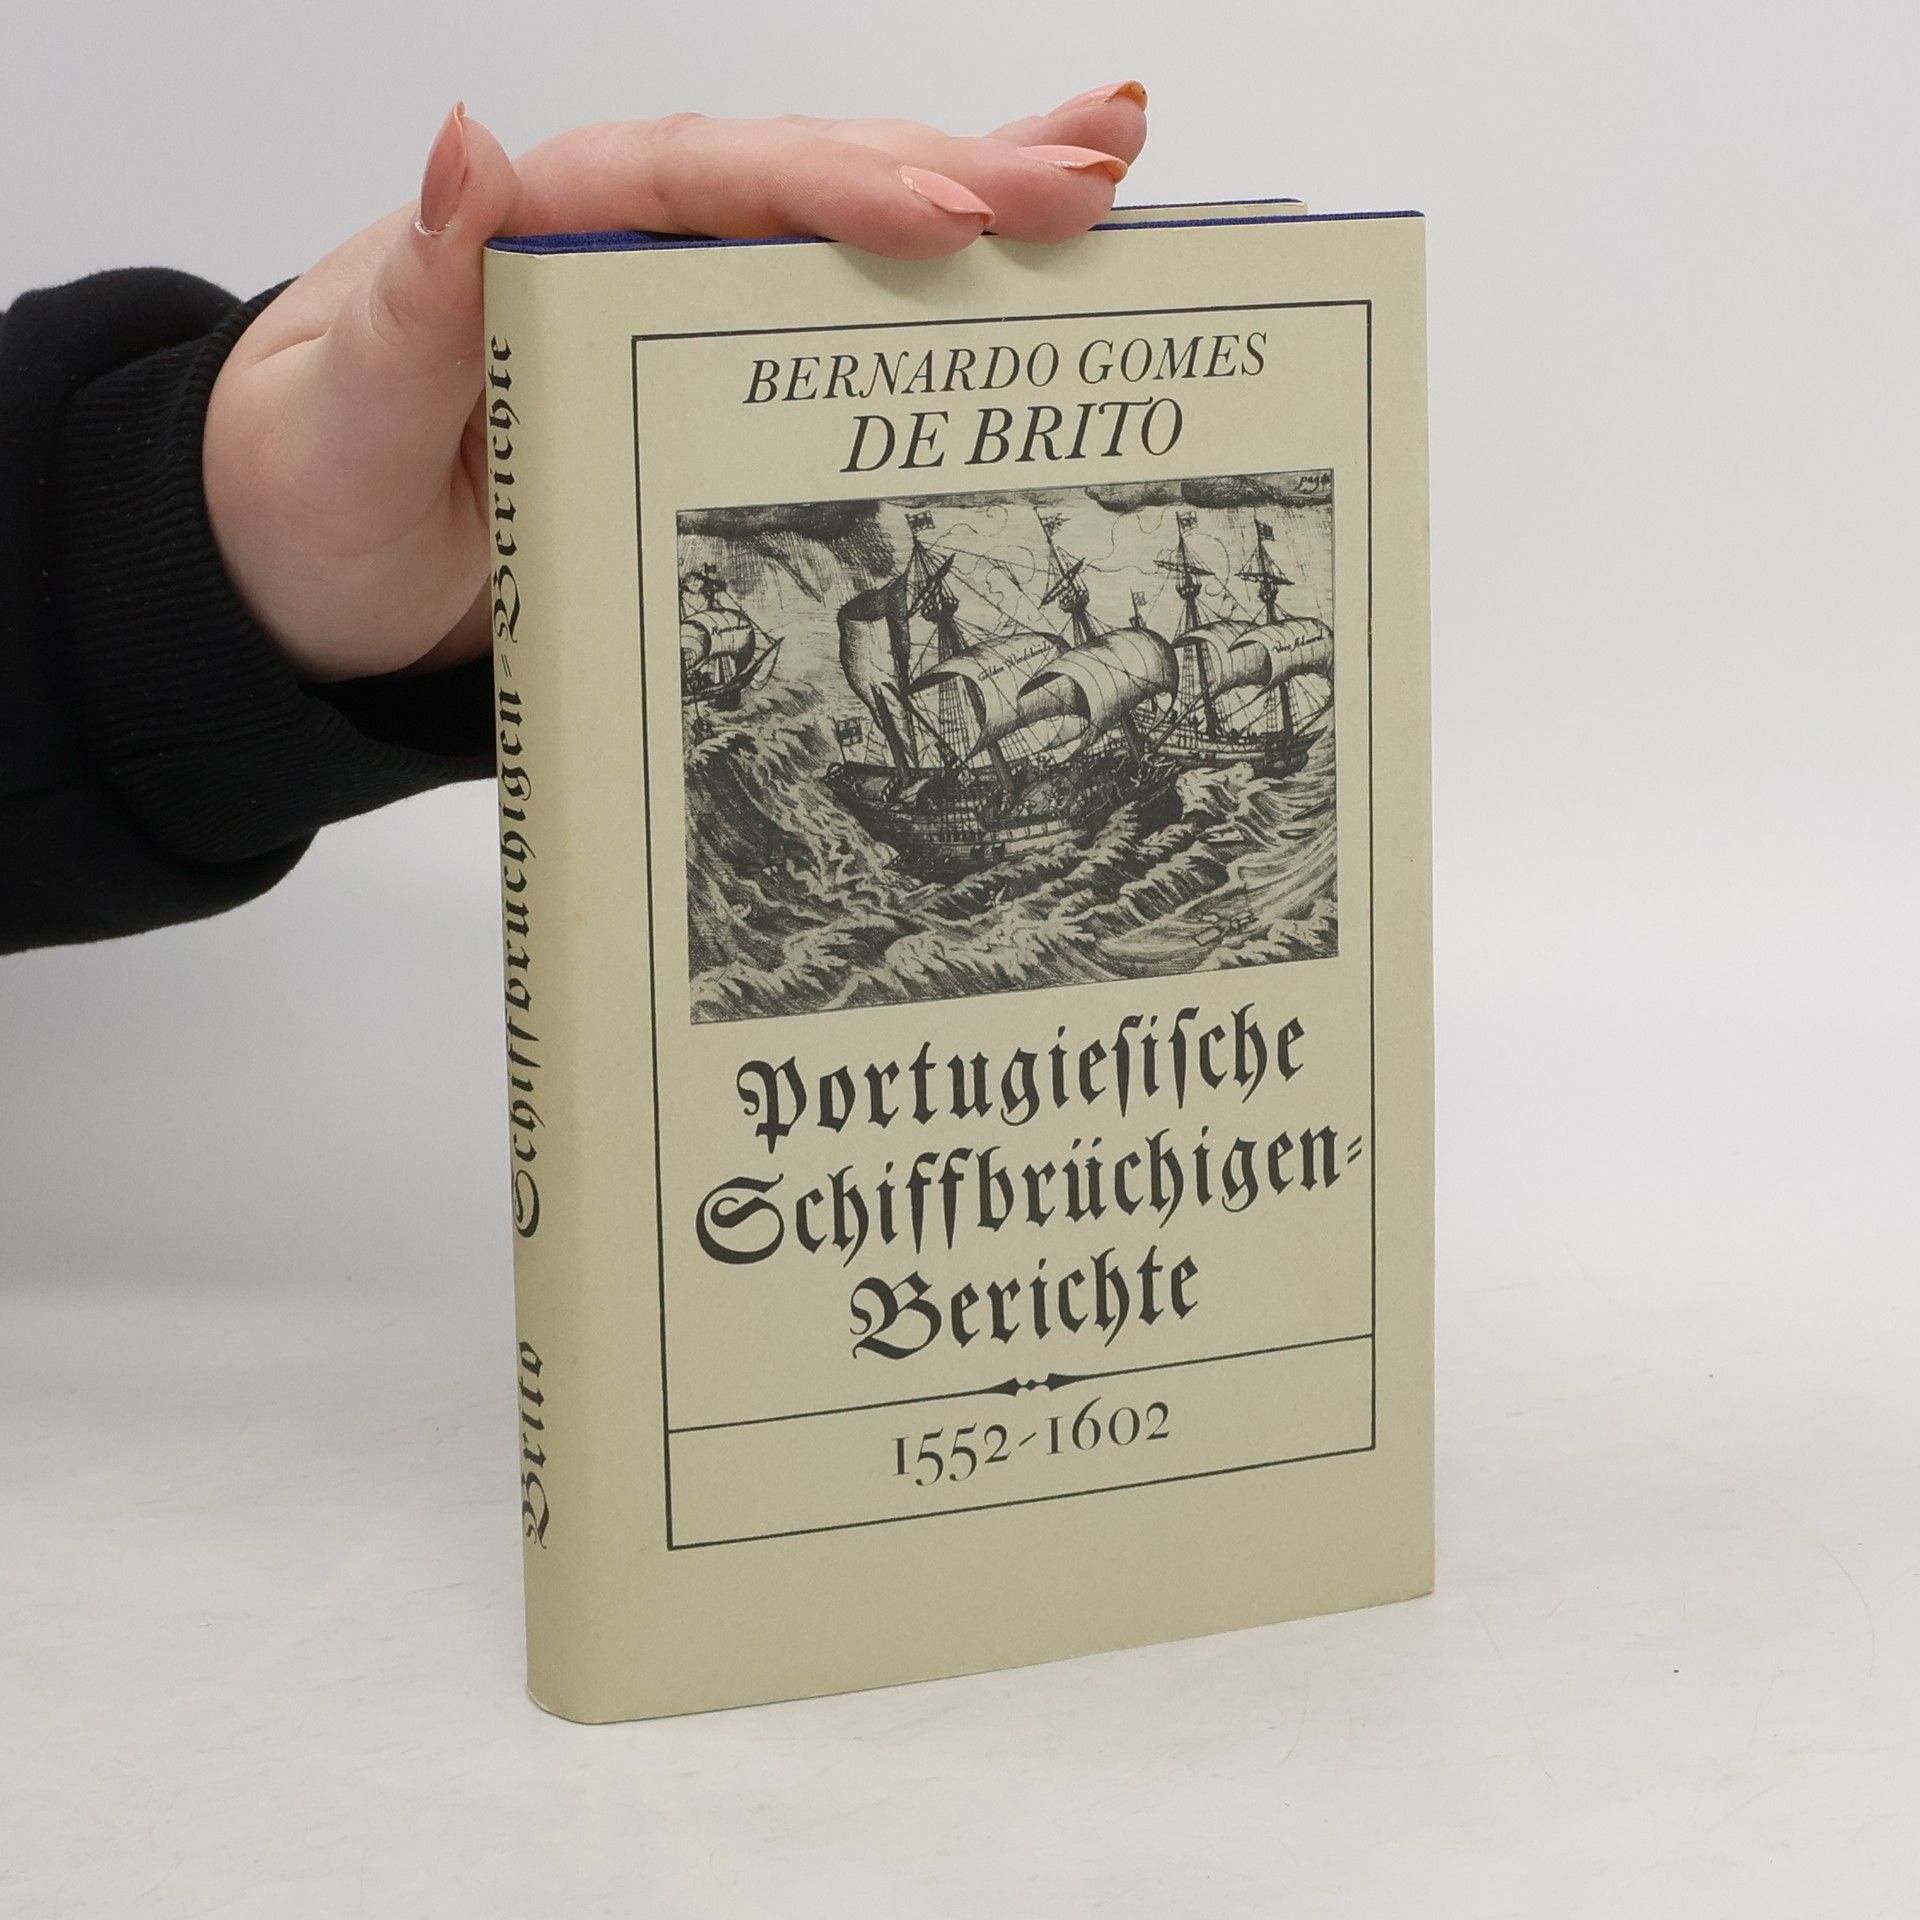 BERNARDO GOMES
DE BRITO
Portugieſiſche
Schiffbrüchigen=
Berichte
1552-1602
Brito Schiffbrüchigen=Berichte